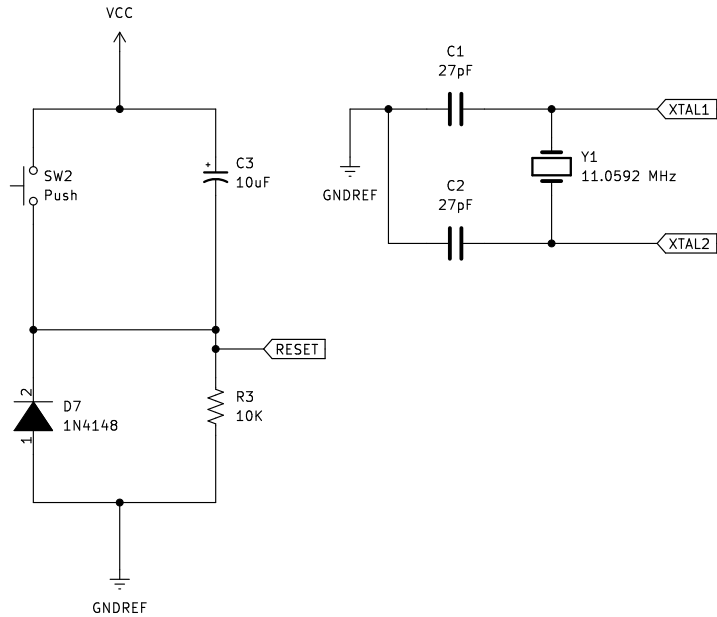 VCC
SW2
Push
+
C3
10uF
RESET
2
D7
1N4148
1
R3
10K
GNDREF
C1
27pF
XTAL1
GNDREF
Y1
11.0592 MHz
C2
27pF
XTAL2